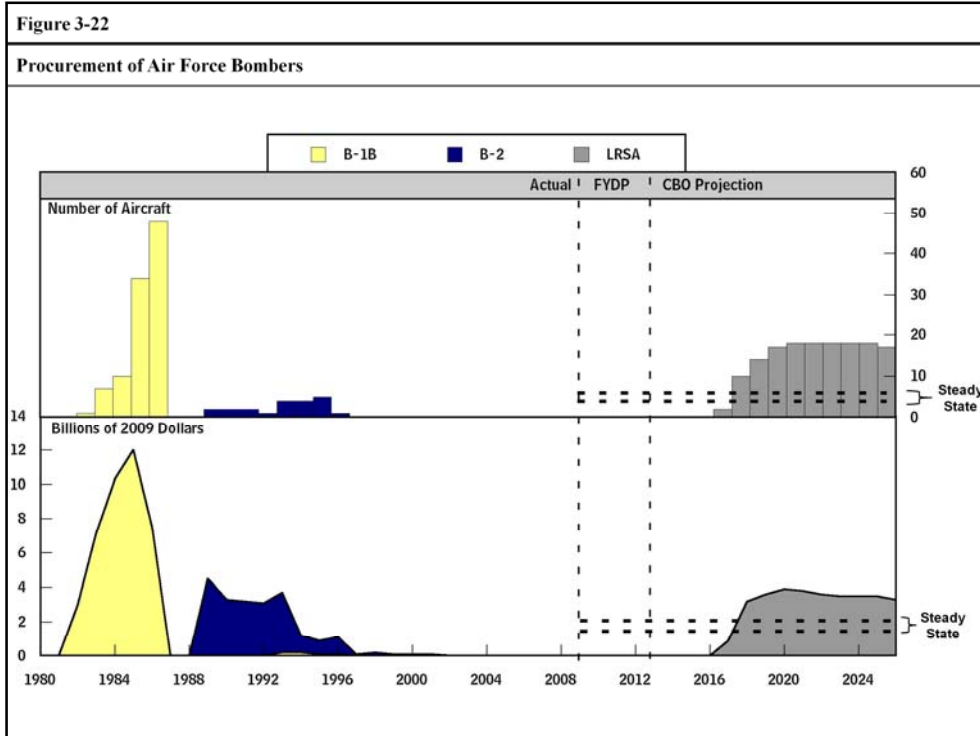 Figure 3-22
Procurement of Air Force Bombers
B-1B B-2 LRSA
Actual FYDP CBO Projection
Number of Aircraft
60
50
40
30
20
10
0
Steady
State
Billions of 2009 Dollars
14
12
10
8
6
4
2
0
Steady
State
1980 1984 1988 1992 1996 2000 2004 2008 2012 2016 2020 2024